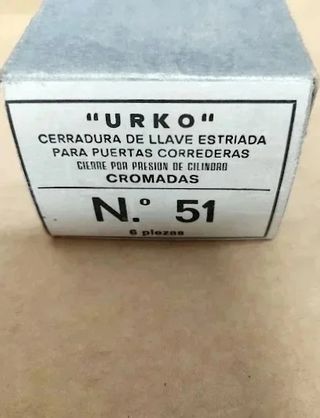 "URKO"
CERRADURA DE LLAVE ESTRIADA
PARA PUERTAS CORREDERAS
CIERRE POR PRESION DE CILINDRO
CROMADAS
N.º 51
6 piezas